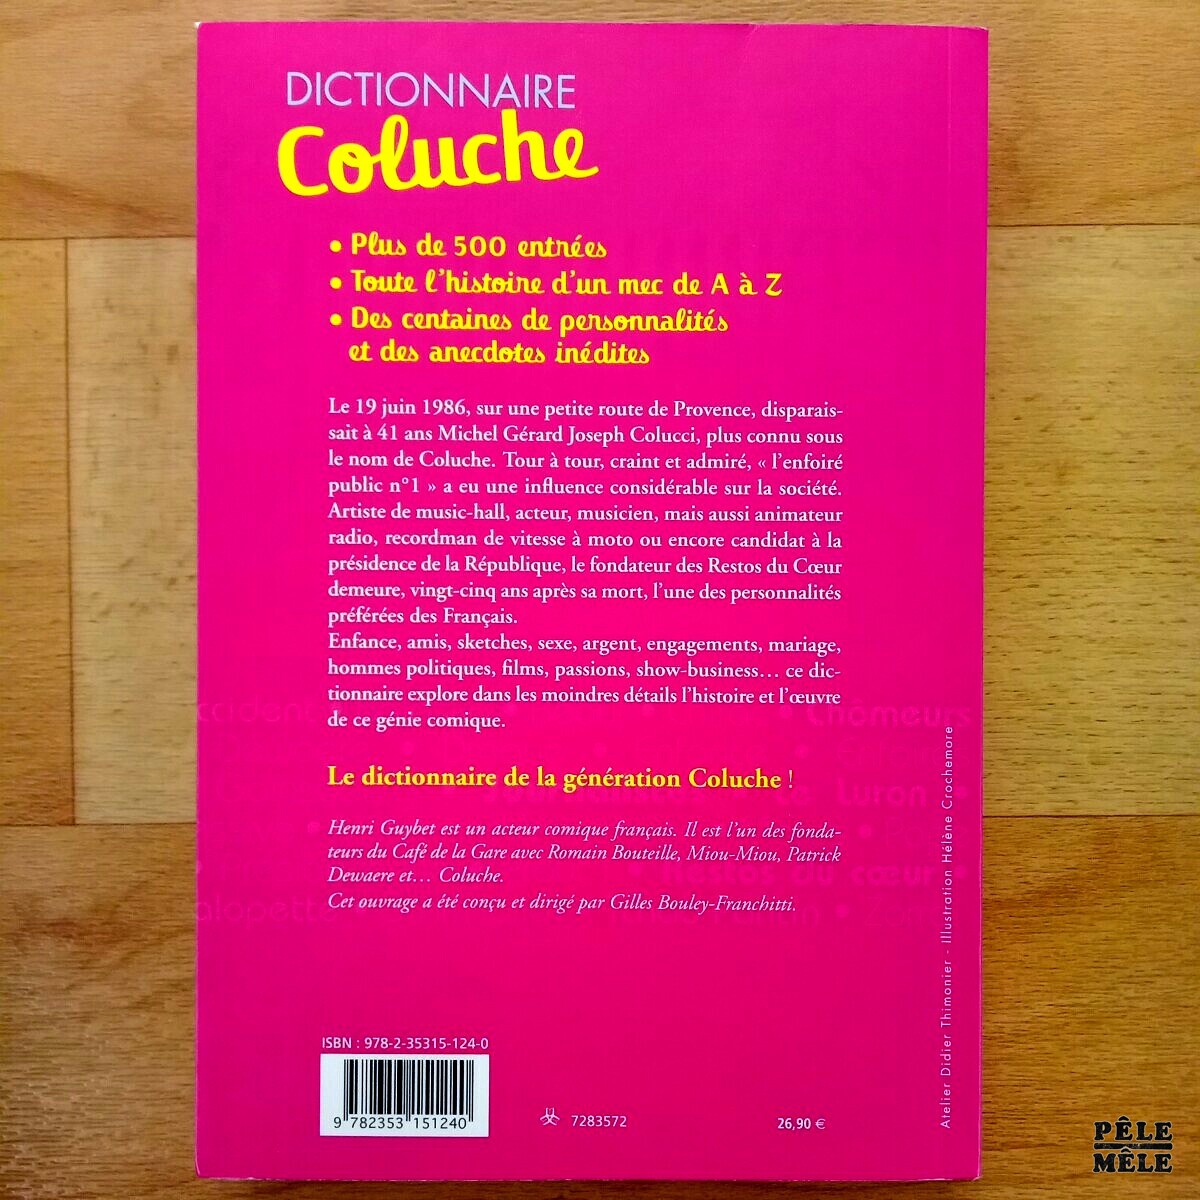 DICTIONNAIRE
Coluche
• Plus de 500 entrées
• Toute l'histoire d'un mec de A à Z
• Des centaines de personnalités
et des anecdotes inédites
Le 19 juin 1986, sur une petite route de Provence, disparais-
sait à 41 ans Michel Gérard Joseph Colucci, plus connu sous
le nom de Coluche. Tour à tour, craint et admiré, « l'enfoiré
public n°1 » a eu une influence considérable sur la société.
Artiste de music-hall, acteur, musicien, mais aussi animateur
radio, recordman de vitesse à moto ou encore candidat à la
présidence de la République, le fondateur des Restos du Cœur
demeure, vingt-cinq ans après sa mort, l'une des personnalités
préférées des Français.
Enfance, amis, sketches, sexe, argent, engagements, mariage,
hommes politiques, films, passions, show-business... ce dic-
tionnaire explore dans les moindres détails l'histoire et l'œuvre
de ce génie comique.
ccident
• Chômeurs
Le dictionnaire de la génération Coluche !
Journalistes
Le Luron •
Henri Guybet est un acteur comique français. Il est l'un des fonda-
teurs du Café de la Gare avec Romain Bouteille, Miou-Miou, Patrick
Dewaere et... Coluche.
• Restos du cœur •
Cet ouvrage a été conçu et dirigé par Gilles Bouley-Franchitti.
alopette
Atelier Didier Thimonier - Illustration Hélène Crochemore
ISBN : 978-2-35315-124-0
9 782353 151240
7283572
26,90 €
PÊLE
MÊLE